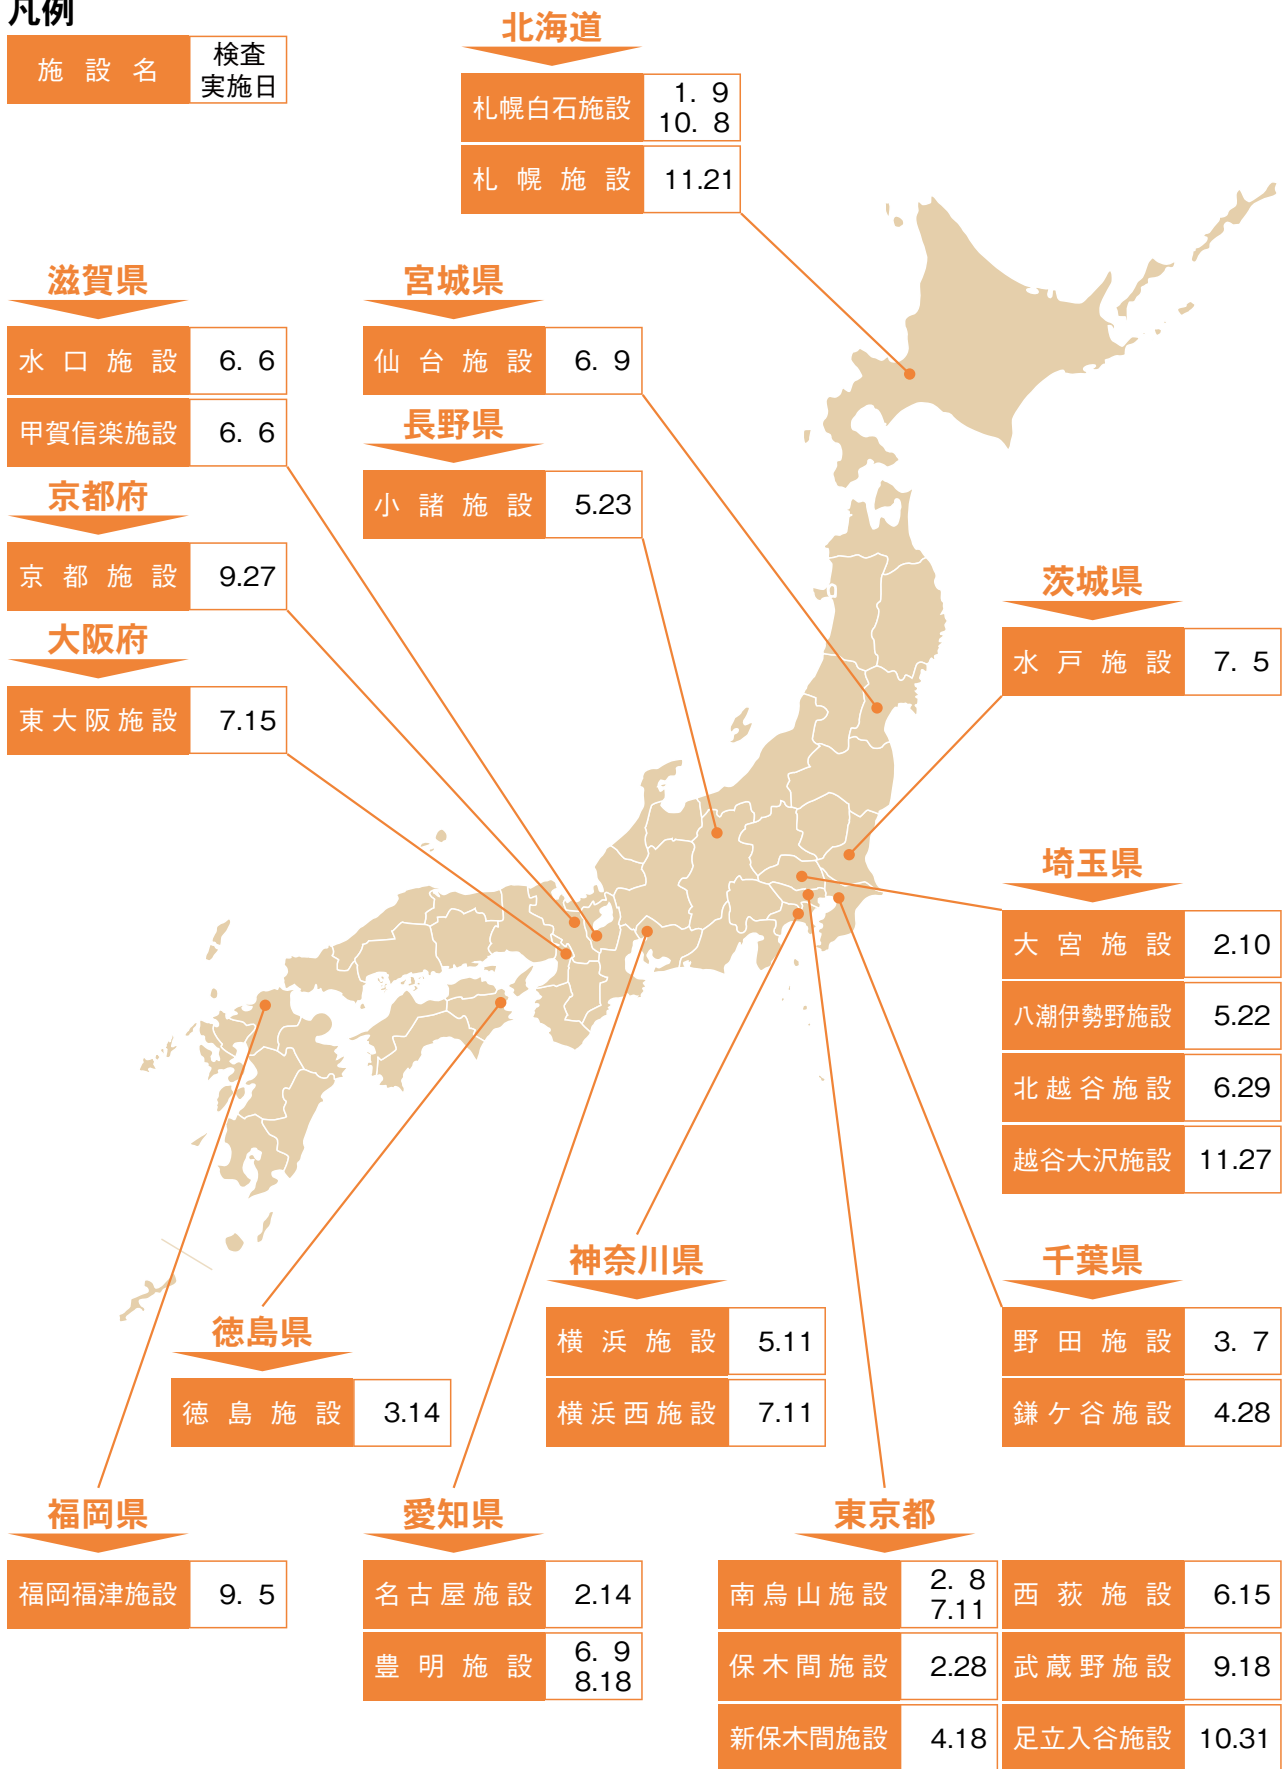 凡例
施設名 検査
実施日
北海道
札幌白石施設 1. 9
10. 8
札幌施設 11.21
滋賀県
水口施設 6. 6
甲賀信楽施設 6. 6
京都府
京都施設 9.27
大阪府
東大阪施設 7.15
宮城県
仙台施設 6. 9
長野県
小諸施設 5.23
茨城県
水戸施設 7. 5
埼玉県
大宮施設 2.10
八潮伊勢野施設 5.22
北越谷施設 6.29
越谷大沢施設 11.27
千葉県
野田施設 3. 7
鎌ケ谷施設 4.28
神奈川県
横浜施設 5.11
横浜西施設 7.11
徳島県
徳島施設 3.14
福岡県
福岡福津施設 9. 5
愛知県
名古屋施設 2.14
豊明施設 6. 9
8.18
東京都
南烏山施設 2. 8
7.11
保木間施設 2.28
新保木間施設 4.18
西荻施設 6.15
武蔵野施設 9.18
足立入谷施設 10.31